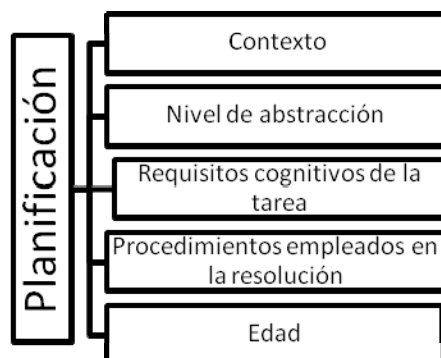 Planificación
Contexto
Nivel de abstracción
Requisitos cognitivos de la
tarea
Procedimientos empleados en
la resolución
Edad